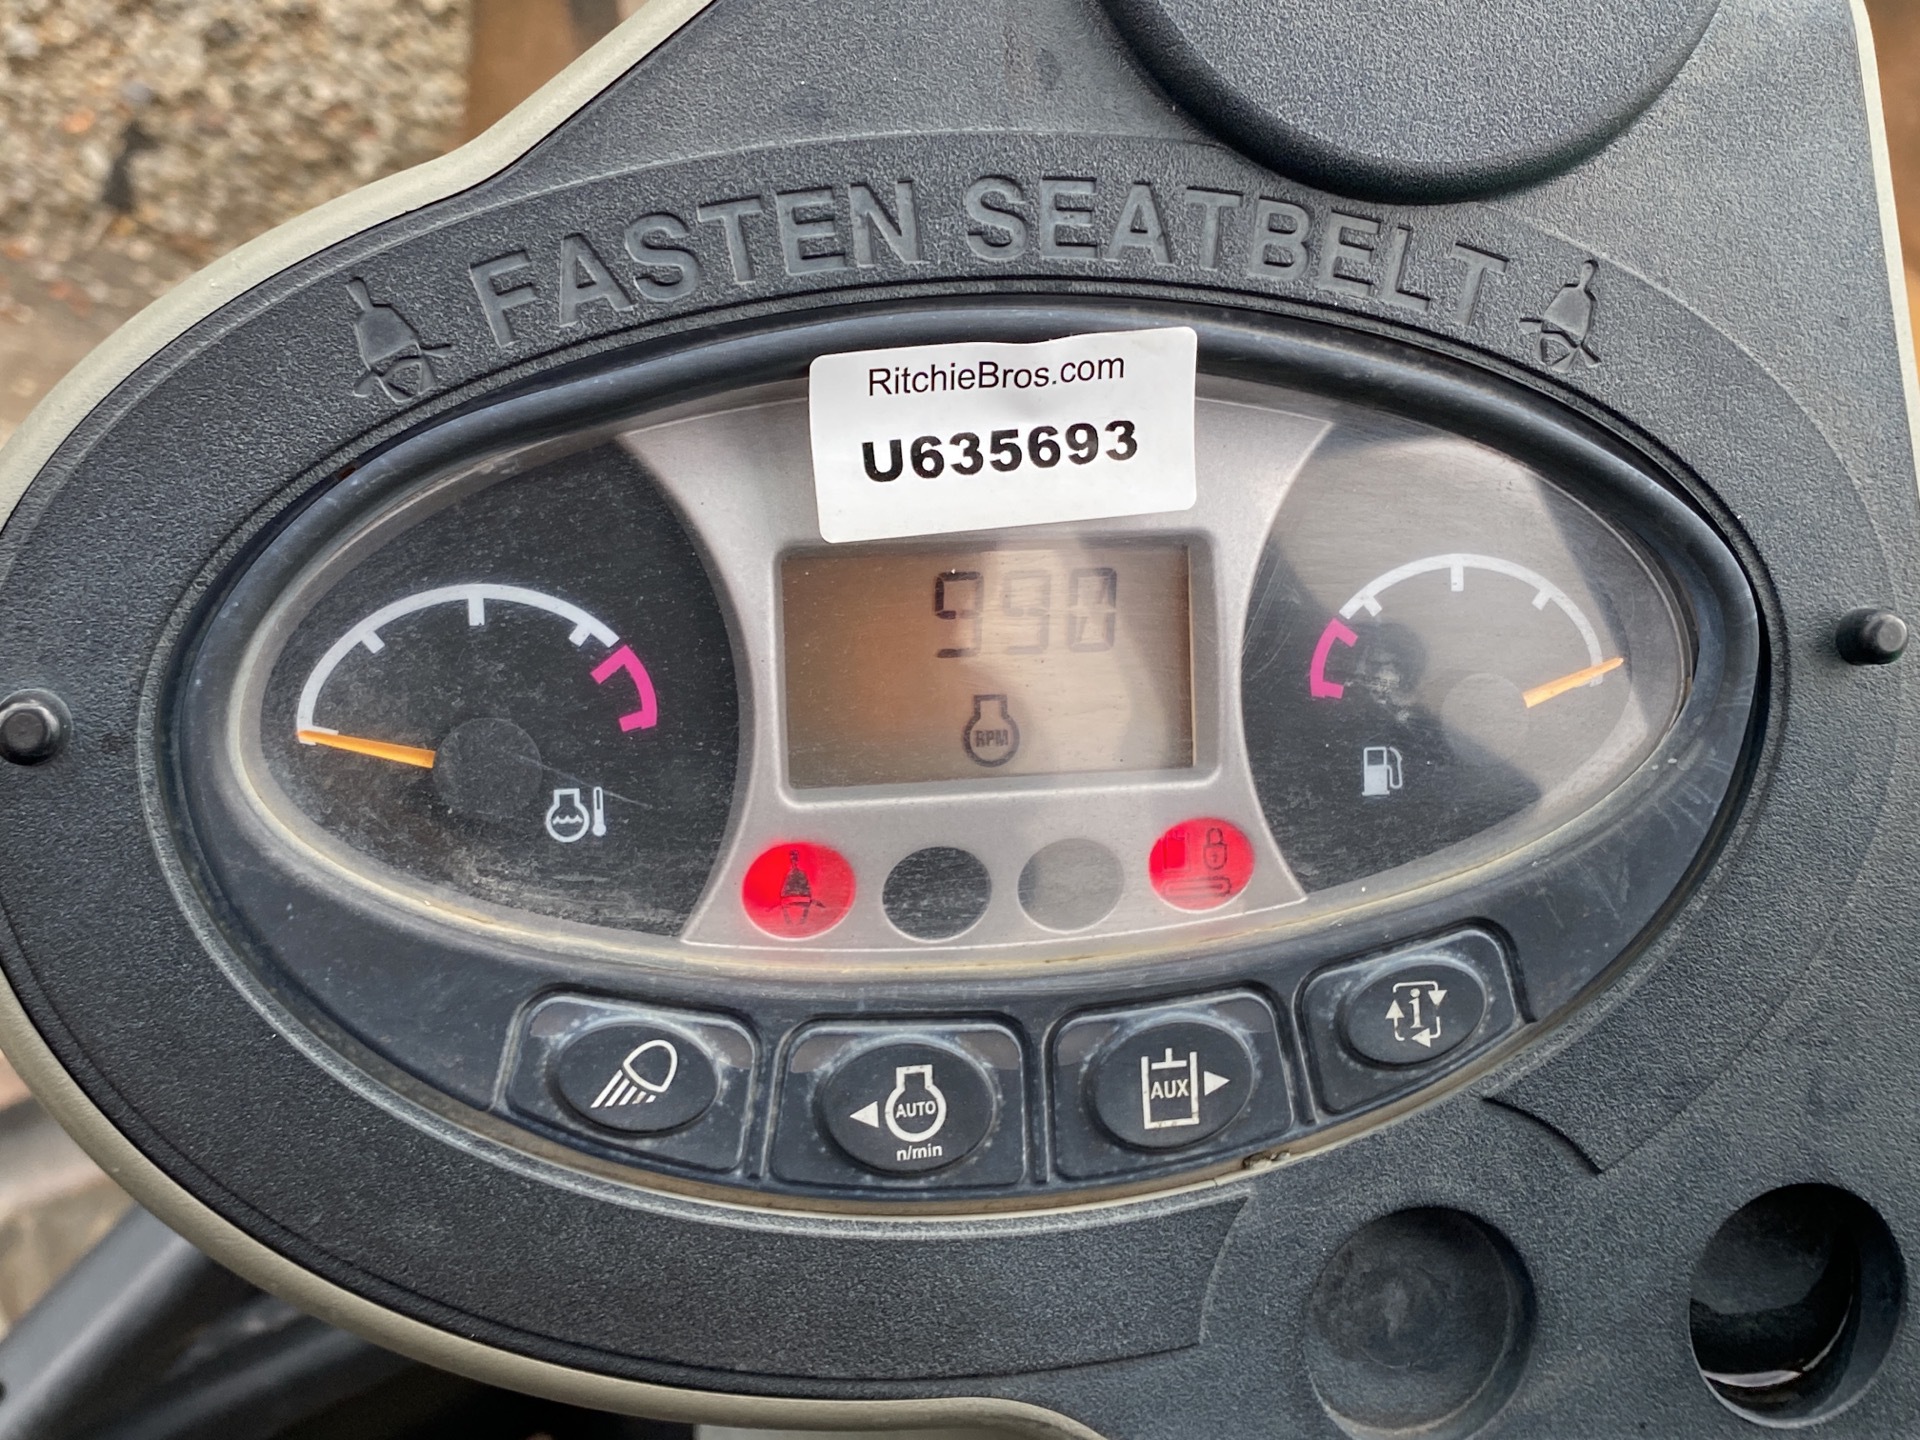 FASTEN SEATBELT
RitchieBros.com
U635693
990
RPM
AUTO
n/min
AUX
i